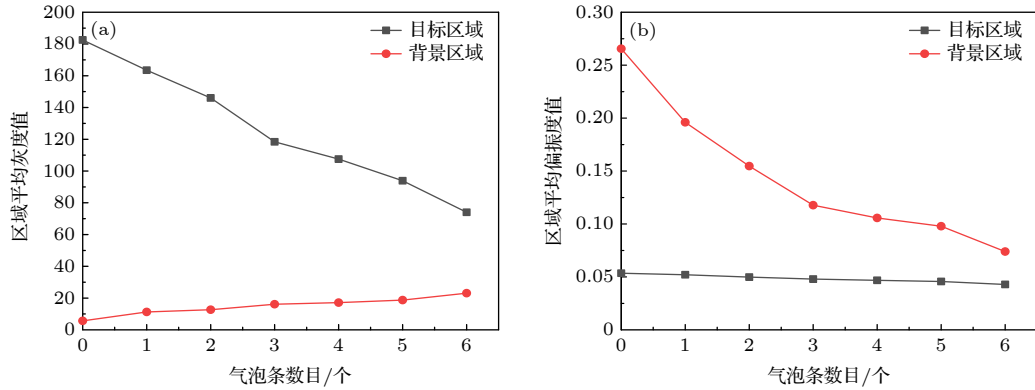 (a)
目标区域
背景区域
区域平均灰度值
200
180
160
140
120
100
80
60
40
20
0
0 1 2 3 4 5 6
气泡条数目/个
(b)
目标区域
背景区域
区域平均偏振度值
0.30
0.25
0.20
0.15
0.10
0.05
0
0 1 2 3 4 5 6
气泡条数目/个